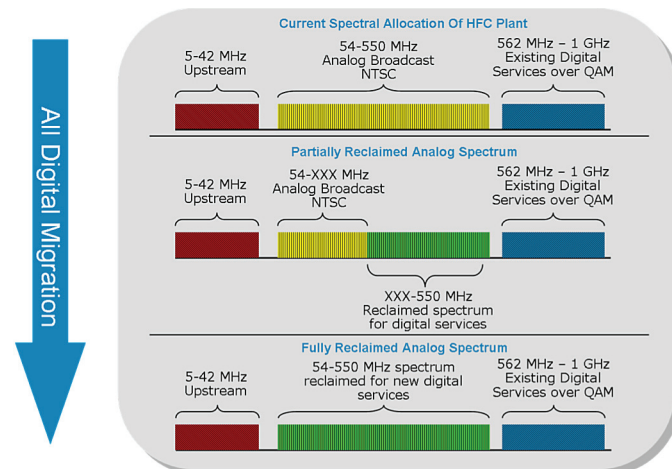 All Digital Migration
Current Spectral Allocation Of HFC Plant
5-42 MHz
Upstream
54-550 MHz
Analog Broadcast
NTSC
562 MHz – 1 GHz
Existing Digital
Services over QAM
Partially Reclaimed Analog Spectrum
5-42 MHz
Upstream
54-XXX MHz
Analog Broadcast
NTSC
562 MHz – 1 GHz
Existing Digital
Services over QAM
XXX-550 MHz
Reclaimed spectrum
for digital services
Fully Reclaimed Analog Spectrum
5-42 MHz
Upstream
54-550 MHz spectrum
reclaimed for new digital
services
562 MHz – 1 GHz
Existing Digital
Services over QAM